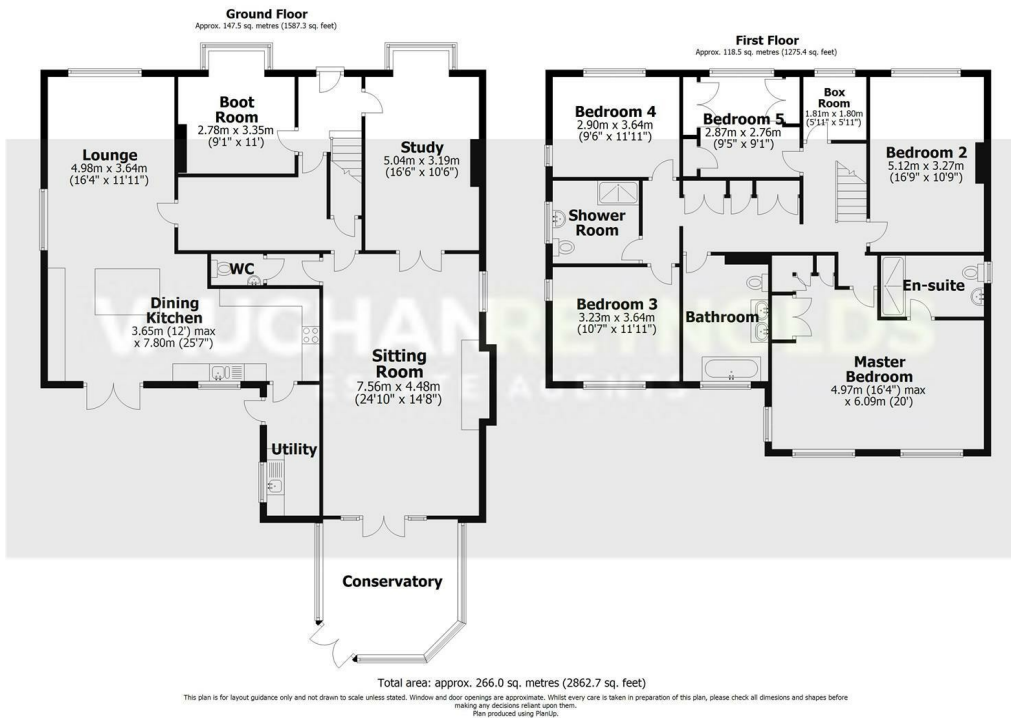 Ground Floor
Approx. 147.5 sq. metres (1587.3 sq. feet)
Boot
Room
2.78m x 3.35m
(9'1" x 11')
Lounge
4.98m x 3.64m
(16'4" x 11'11")
Study
5.04m x 3.19m
(16'6" x 10'6")
WC
Dining
Kitchen
3.65m (12') max
x 7.80m (25'7")
Sitting
Room
7.56m x 4.48m
(24'10" x 14'8")
Utility
Conservatory
First Floor
Approx. 118.5 sq. metres (1275.4 sq. feet)
Bedroom 4
2.90m x 3.64m
(9'6" x 11'11")
Bedroom 5
2.87m x 2.76m
(9'5" x 9'1")
Box
Room
1.81m x 1.80m
(5'11" x 5'11")
Bedroom 2
5.12m x 3.27m
(16'9" x 10'9")
Shower
Room
Bedroom 3
3.23m x 3.64m
(10'7" x 11'11")
Bathroom
En-suite
Master
Bedroom
4.97m (16'4") max
x 6.09m (20')
VAUGHANREYNOLDS
ESTATE AGENTS
Total area: approx. 266.0 sq. metres (2862.7 sq. feet)
This plan is for layout guidance only and not drawn to scale unless stated. Window and door openings are approximate. Whilst every care is taken in preparation of this plan, please check all dimesions and shapes before
making any decisions reliant upon them.
Plan produced using PlanUp.